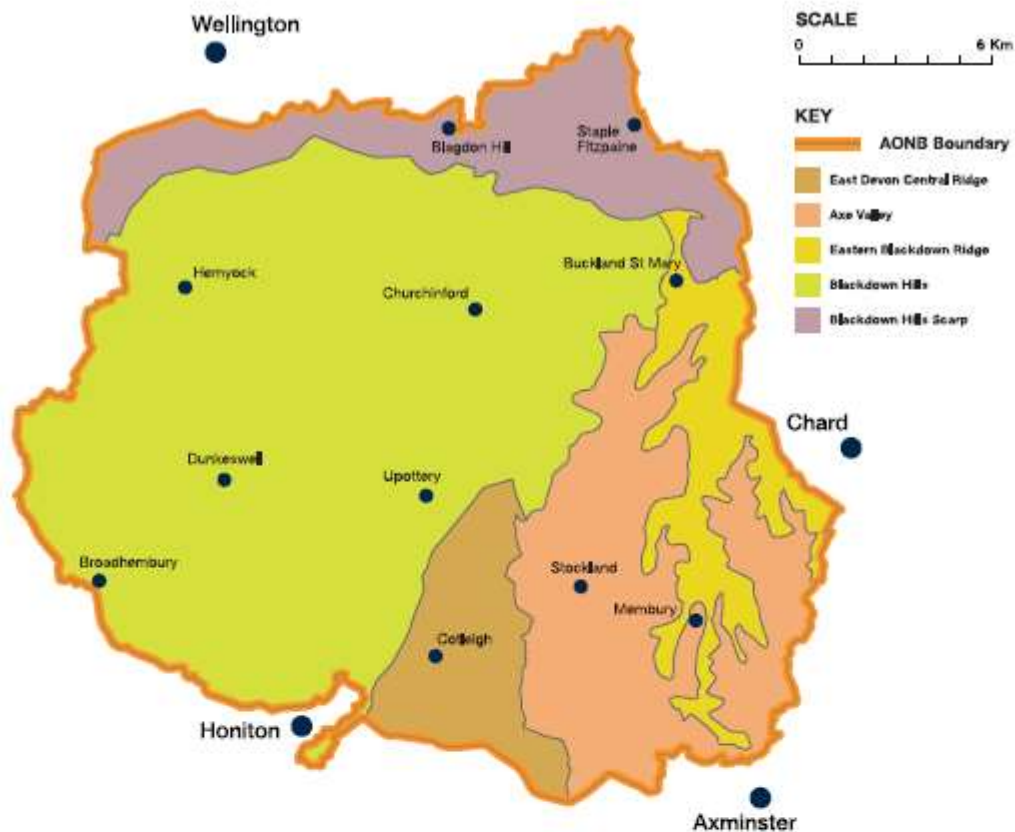 Wellington
SCALE
0 6 Km
KEY
AONB Boundary
East Devon Central Ridge
Axe Valley
Eastern Blackdown Ridge
Blackdown Hills
Blackdown Hills Scarp
Blagdon Hill
Staple
Fitzpaine
Buckland St Mary
Hemyock
Churchinford
Chard
Dunkeswell
Upottery
Broadhembury
Stockland
Membury
Cotleigh
Honiton
Axminster